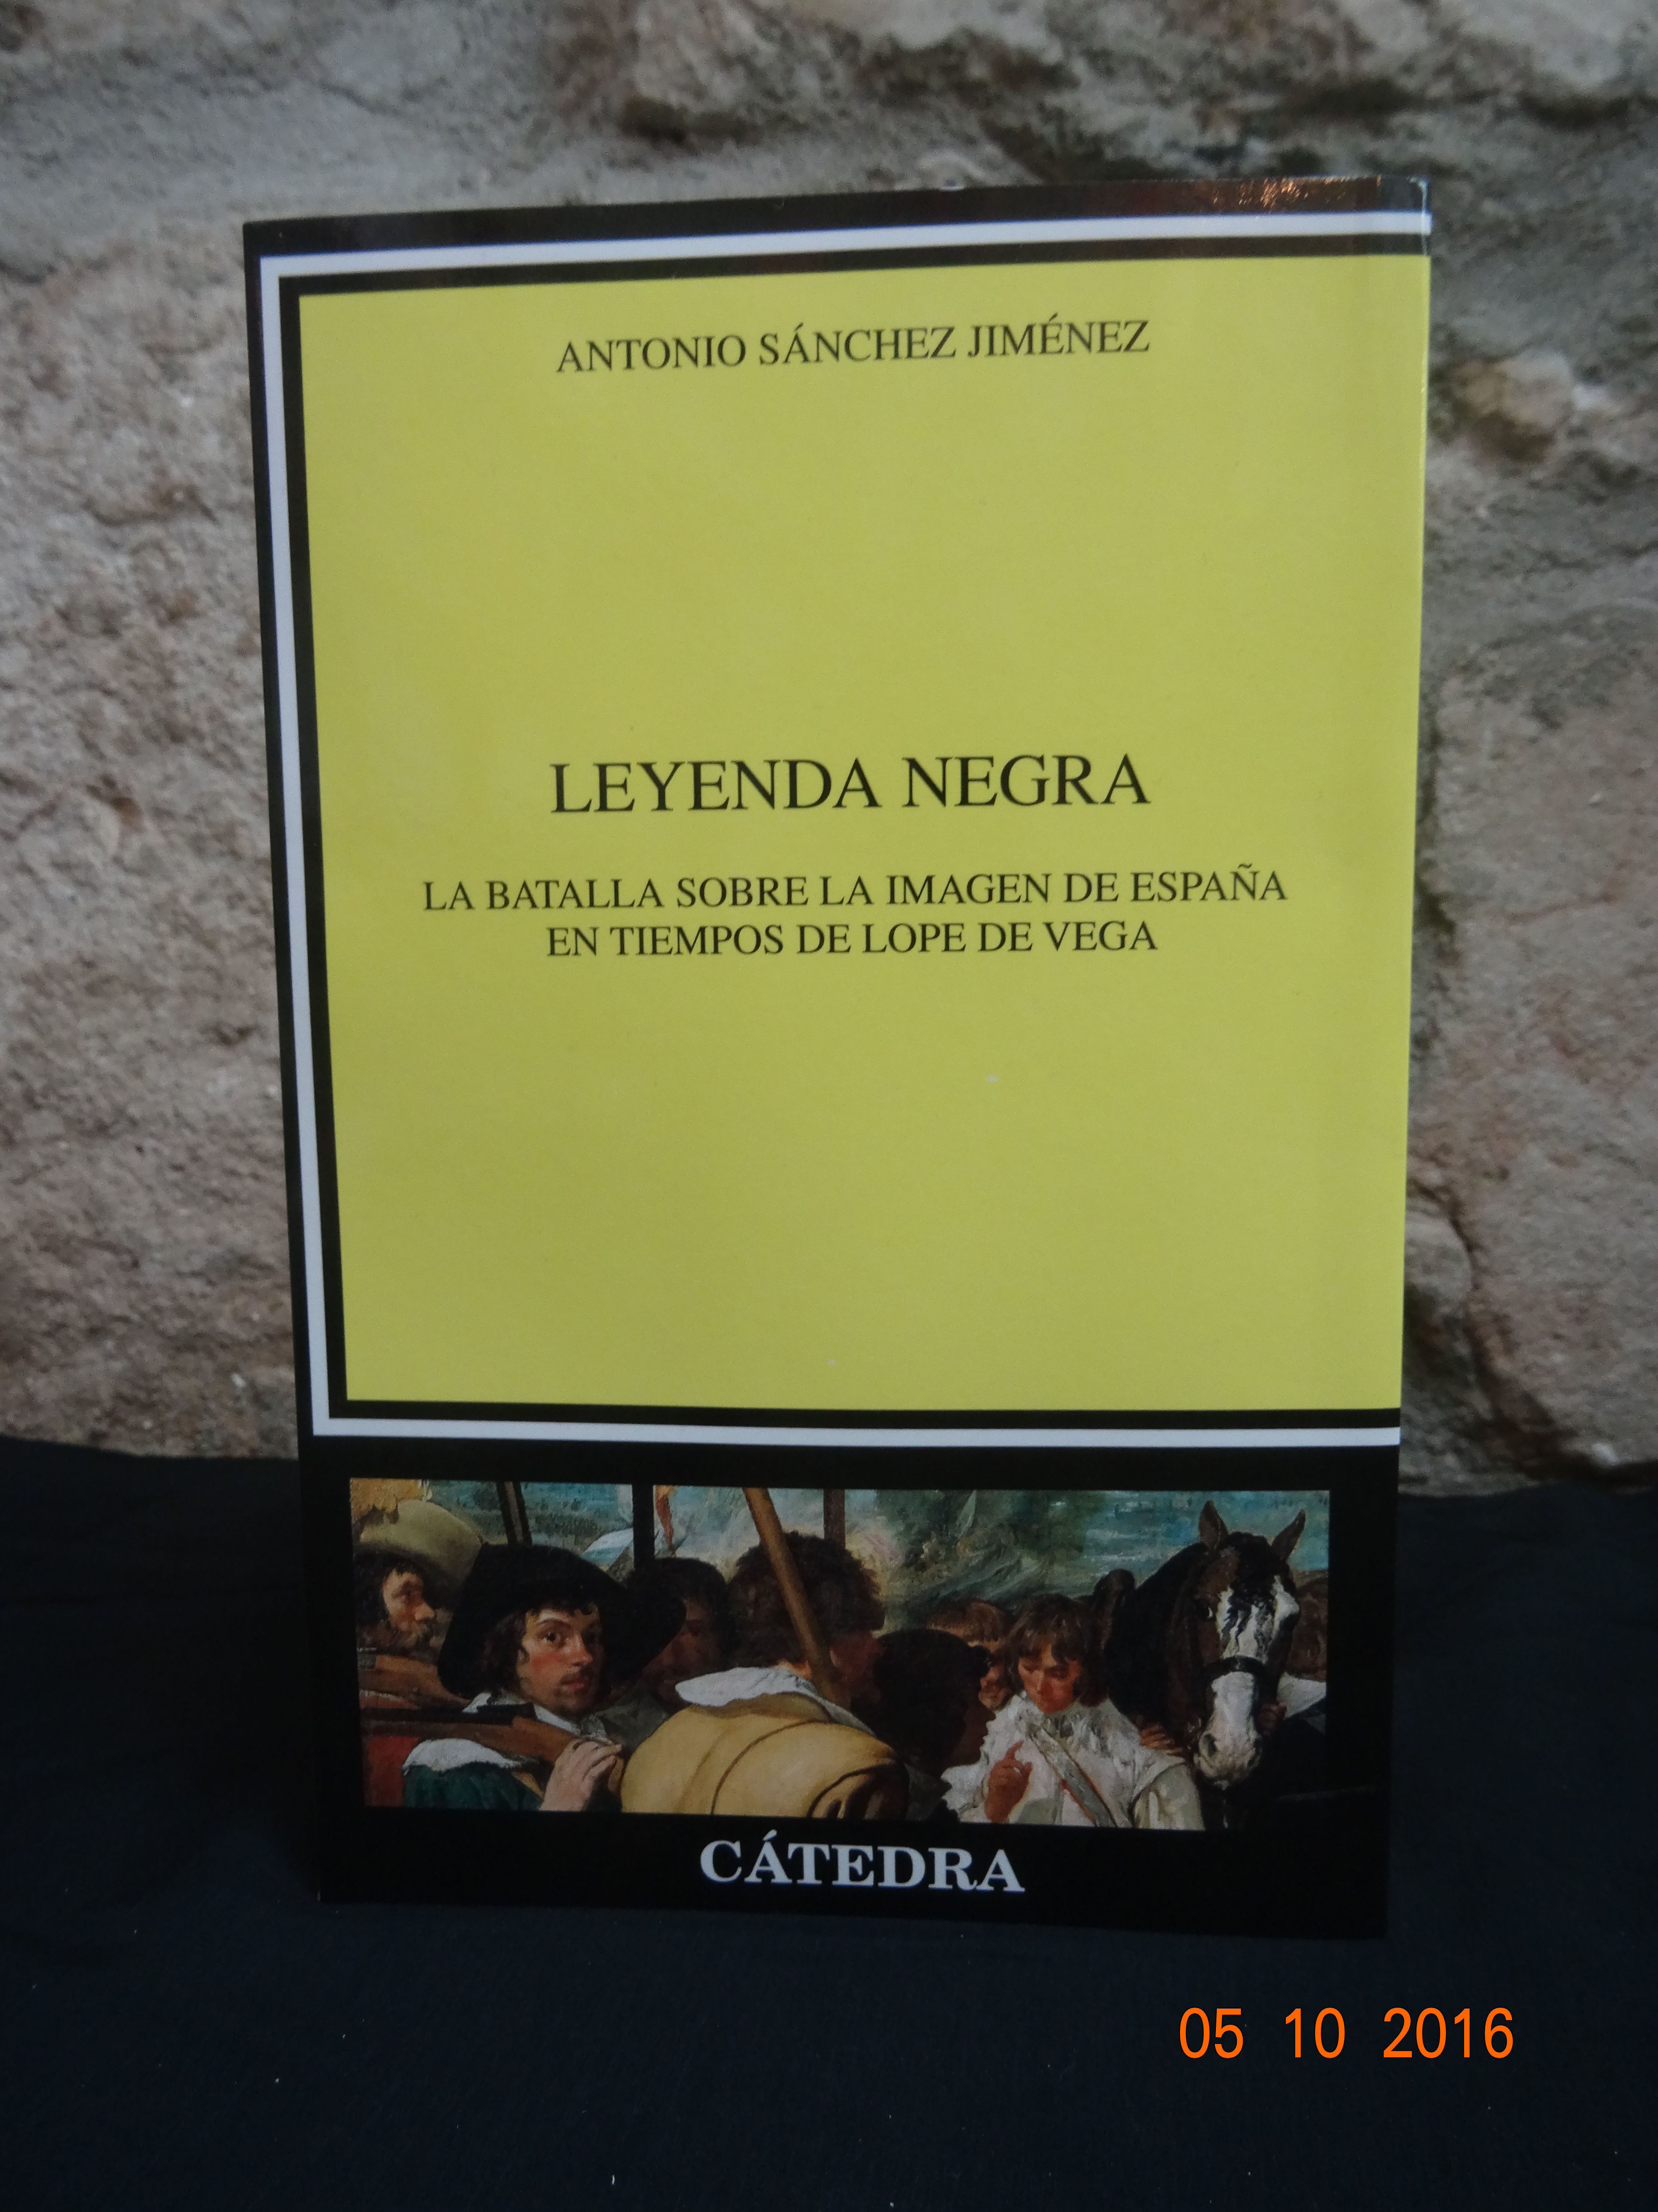 ANTONIO SÁNCHEZ JIMÉNEZ
LEYENDA NEGRA
LA BATALLA SOBRE LA IMAGEN DE ESPAÑA
EN TIEMPOS DE LOPE DE VEGA
CÁTEDRA
05 10 2016